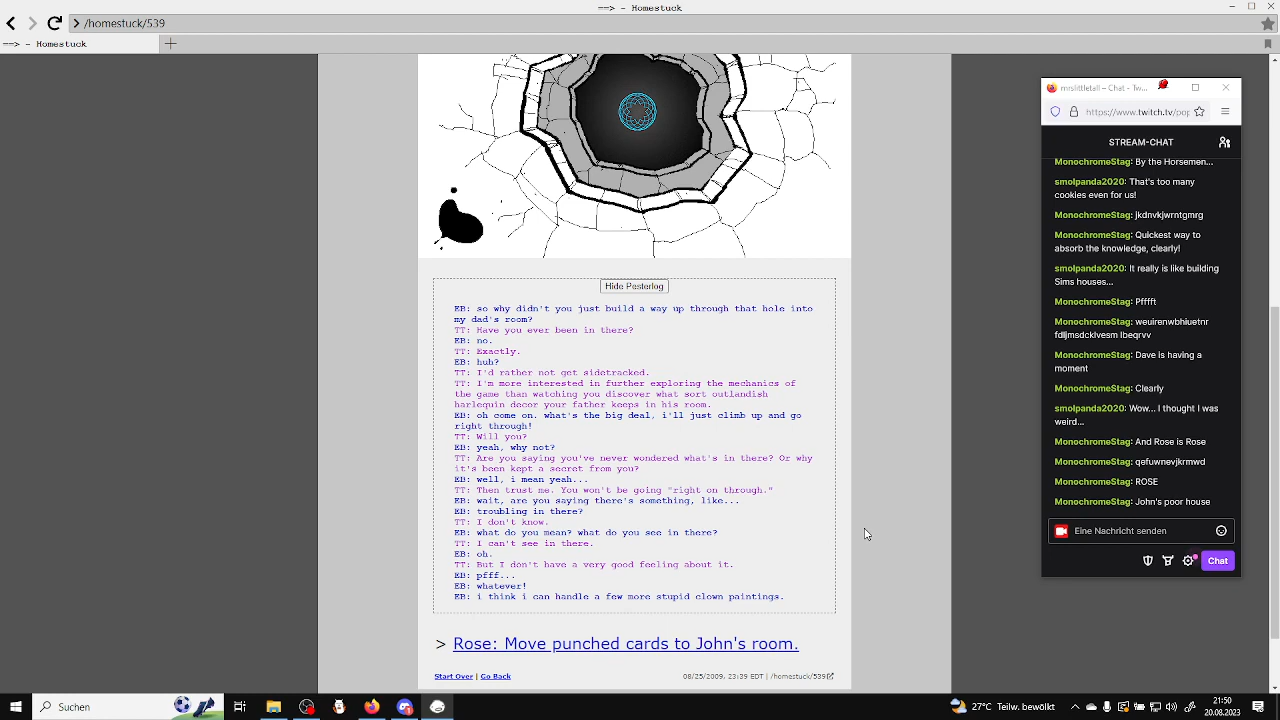 ==> - Homestuck
/homestuck/539
==> - Homestuck
Hide Pesterlog
EB: so why didn't you just build a way up through that hole into
my dad's room?
TT: Have you ever been in there?
EB: no.
TT: Exactly.
EB: huh?
TT: I'd rather not get sidetracked.
TT: I'm more interested in further exploring the mechanics of
the game than watching you discover what sort outlandish
harlequin decor your father keeps in his room.
EB: oh come on. what's the big deal, i'll just climb up and go
right through!
TT: Will you?
EB: yeah, why not?
TT: Are you saying you've never wondered what's in there? Or why
it's been kept a secret from you?
EB: well, i mean yeah...
TT: Then trust me. You won't be going "right on through."
EB: wait, are you saying there's something, like...
EB: troubling in there?
TT: I don't know.
EB: what do you mean? what do you see in there?
TT: I can't see in there.
EB: oh.
TT: But I don't have a very good feeling about it.
EB: pfff...
EB: whatever!
EB: i think i can handle a few more stupid clown paintings.
> Rose: Move punched cards to John's room.
Start Over | Go Back
08/25/2009, 23:39 EDT | /homestuck/539
mrslittletall – Chat - Tw...
https://www.twitch.tv/pop
STREAM-CHAT
MonochromeStag: By the Horsemen...
smolpanda2020: That's too many
cookies even for us!
MonochromeStag: jkdnvkjwrntgmrg
MonochromeStag: Quickest way to
absorb the knowledge, clearly!
smolpanda2020: It really is like building
Sims houses...
MonochromeStag: Pfffft
MonochromeStag: weuirenwbhiuetnr
fdljmsdcklvesm lbeqrvv
MonochromeStag: Dave is having a
moment
MonochromeStag: Clearly
smolpanda2020: Wow... I thought I was
weird...
MonochromeStag: And Rose is Rose
MonochromeStag: qefuwnevjkrmwd
MonochromeStag: ROSE
MonochromeStag: John's poor house
Eine Nachricht senden
Chat
Suchen
27°C Teilw. bewölkt
21:50
20.08.2023